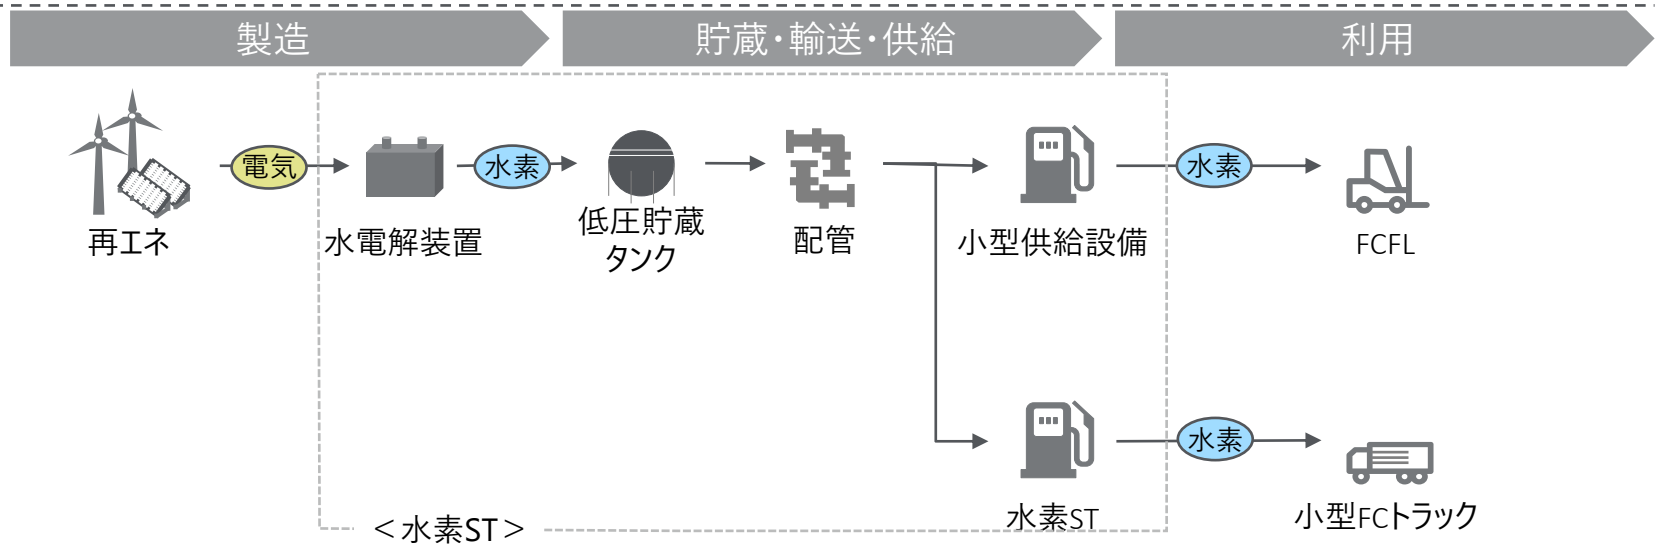 製造
貯蔵・輸送・供給
利用
電気
水素
水素
再エネ
水電解装置
低圧貯蔵
タンク
配管
小型供給設備
FCFL
水素
＜水素ST＞
水素ST
小型FCトラック